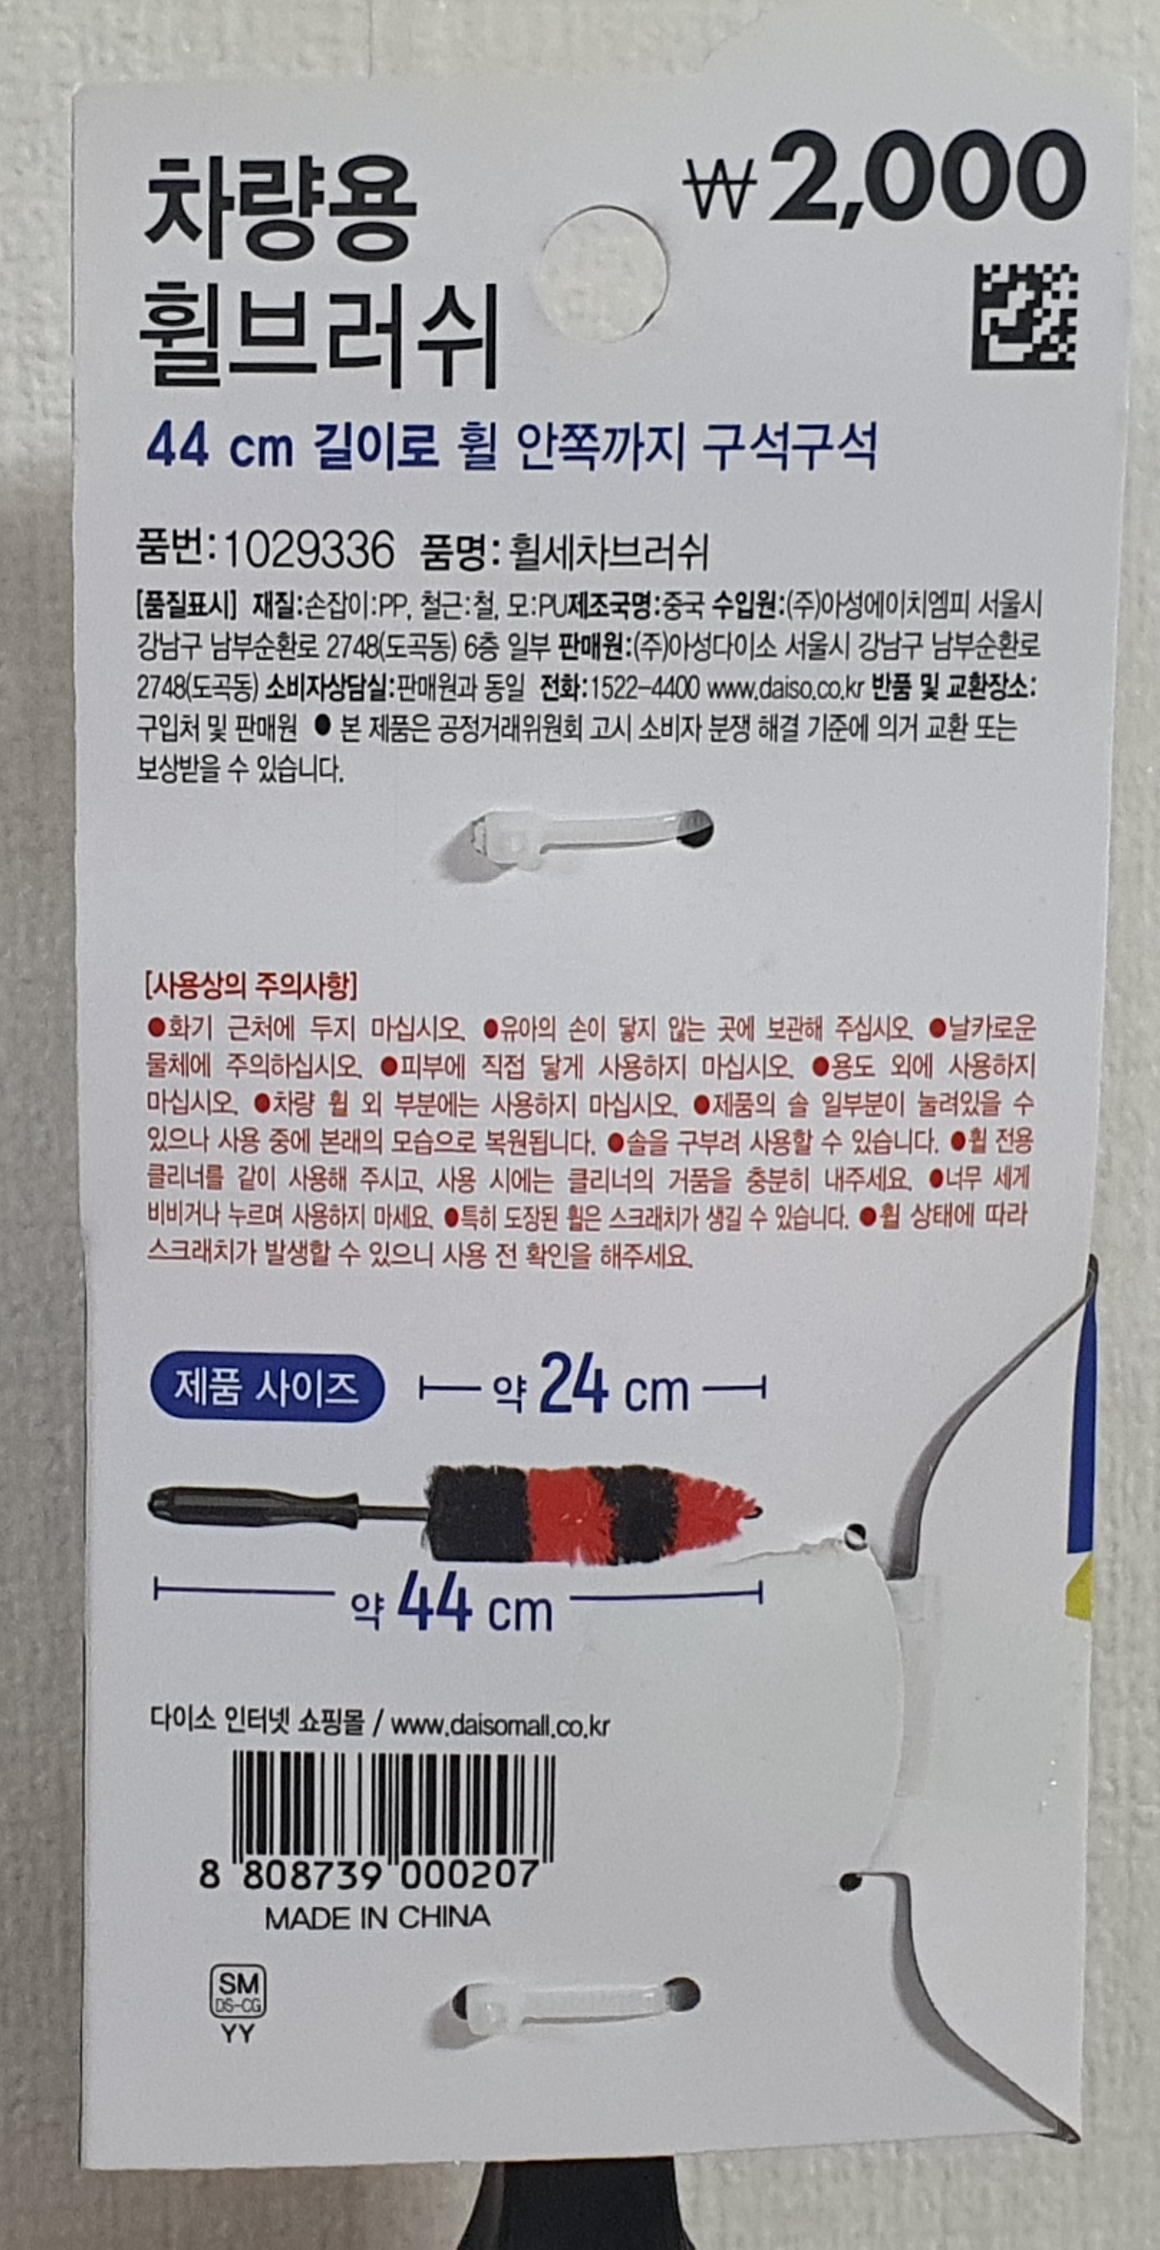 차량용
휠브러쉬
₩2,000
44 cm 길이로 휠 안쪽까지 구석구석
품번:1029336 품명:휠세차브러쉬
[품질표시] 재질:손잡이:PP, 철근:철, 모:PU제조국명:중국 수입원:(주)아성에이치엠피 서울시
강남구 남부순환로 2748(도곡동) 6층 일부 판매원:(주)아성다이소 서울시 강남구 남부순환로
2748(도곡동) 소비자상담실:판매원과 동일 전화:1522-4400 www.daiso.co.kr 반품 및 교환장소:
구입처 및 판매원 ●본 제품은 공정거래위원회 고시 소비자 분쟁 해결 기준에 의거 교환 또는
보상받을 수 있습니다.
[사용상의 주의사항]
●화기 근처에 두지 마십시오. ●유아의 손이 닿지 않는 곳에 보관해 주십시오. ●날카로운
물체에 주의하십시오. ●피부에 직접 닿게 사용하지 마십시오. ●용도 외에 사용하지
마십시오. ●차량 휠 외 부분에는 사용하지 마십시오. ●제품의 솔 일부분이 눌려있을 수
있으나 사용 중에 본래의 모습으로 복원됩니다. ●솔을 구부려 사용할 수 있습니다. ●휠 전용
클리너를 같이 사용해 주시고, 사용 시에는 클리너의 거품을 충분히 내주세요. ●너무 세게
비비거나 누르며 사용하지 마세요. ●특히 도장된 휠은 스크래치가 생길 수 있습니다. ●휠 상태에 따라
스크래치가 발생할 수 있으니 사용 전 확인을 해주세요.
제품 사이즈
약 24 cm
약 44 cm
다이소 인터넷 쇼핑몰 / www.daisomall.co.kr
8 808739 000207
MADE IN CHINA
SM
DS-CG
YY